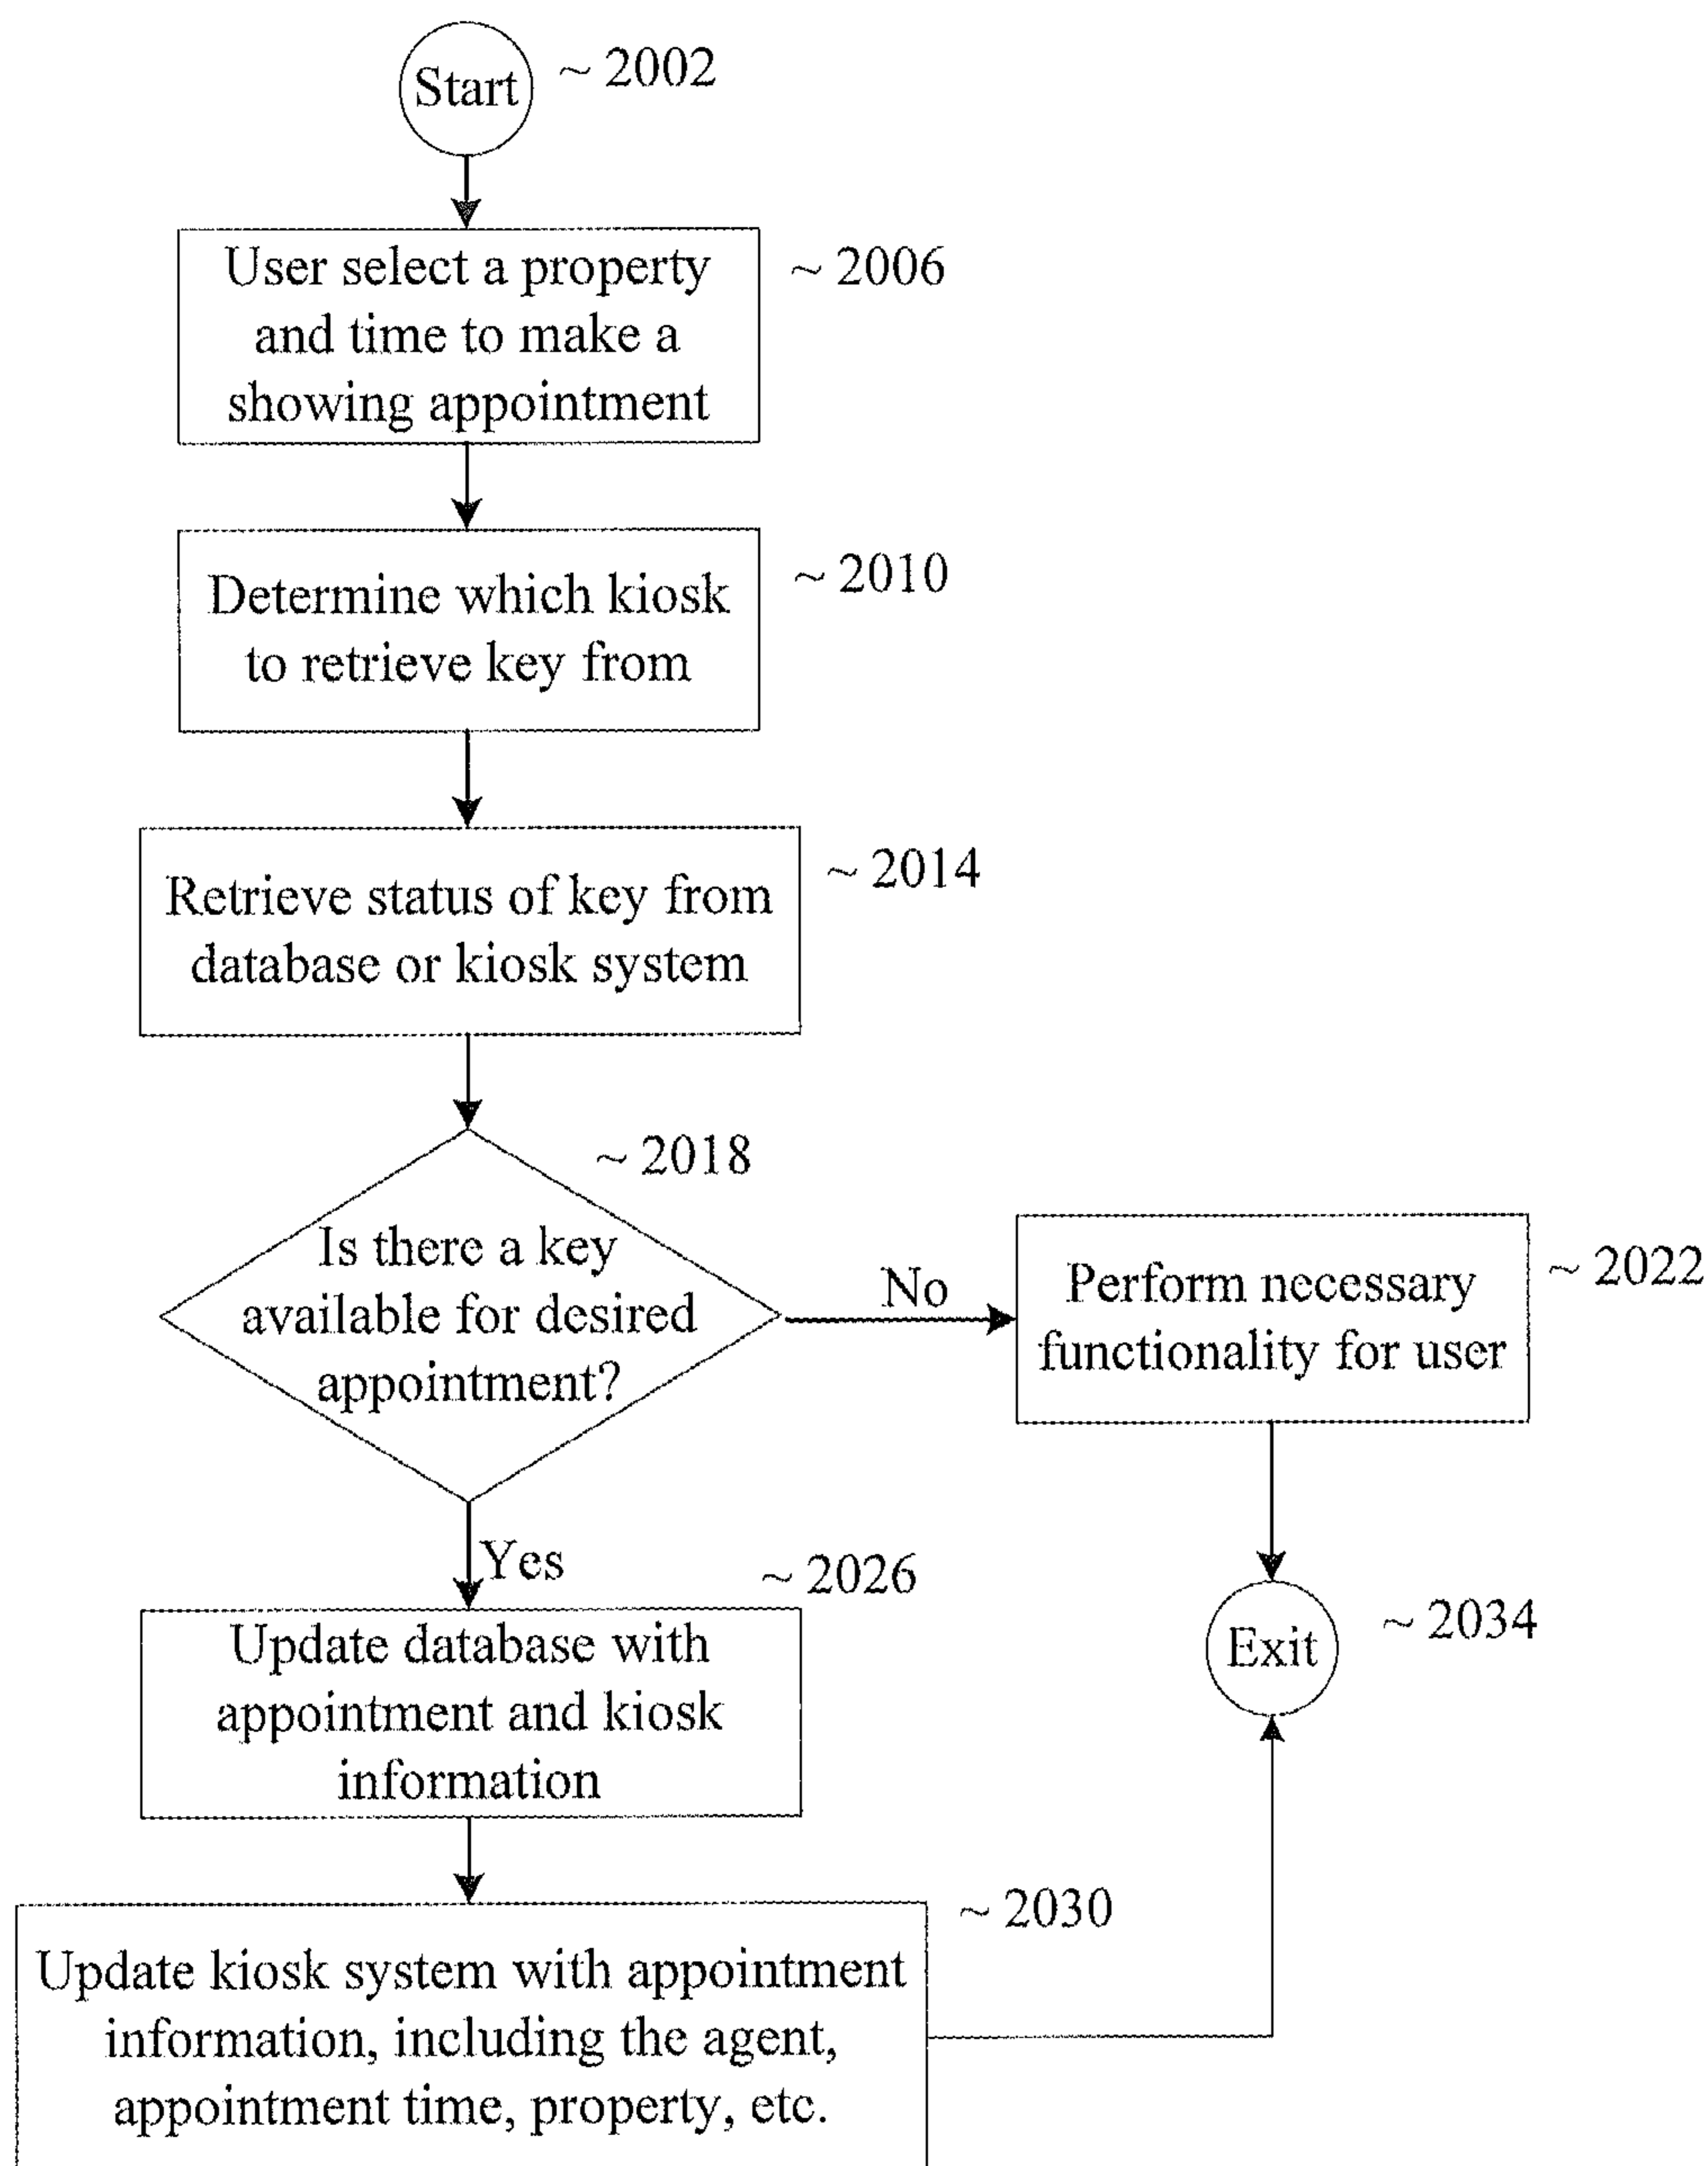 Start
~ 2002
User select a property
and time to make a
showing appointment
~ 2006
Determine which kiosk
to retrieve key from
~ 2010
Retrieve status of key from
database or kiosk system
~ 2014
Is there a key
available for desired
appointment?
~ 2018
No
Perform necessary
functionality for user
~ 2022
Yes
Update database with
appointment and kiosk
information
~ 2026
Exit
~ 2034
Update kiosk system with appointment
information, including the agent,
appointment time, property, etc.
~ 2030